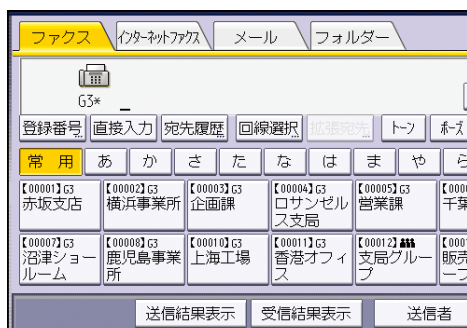 ファクス インターネットファクス メール フォルダー
G3* _
登録番号 直接入力 宛先履歴 回線選択 拡張宛先 トーン ポーズ
常用 あ か さ た な は ま や ら
【00001】G3 【00002】G3 【00003】G3 【00004】G3 【00005】G3
赤坂支店 横浜事業所 企画課 ロサンゼル 営業課 千葉
ス支局
【00007】G3 【00008】G3 【00010】G3 【00011】G3 【00012】
沼津ショー 鹿児島事業 上海工場 香港オフィ 支局グルー 販売
ルーム 所 ス プ ープ
送信結果表示 受信結果表示 送信者